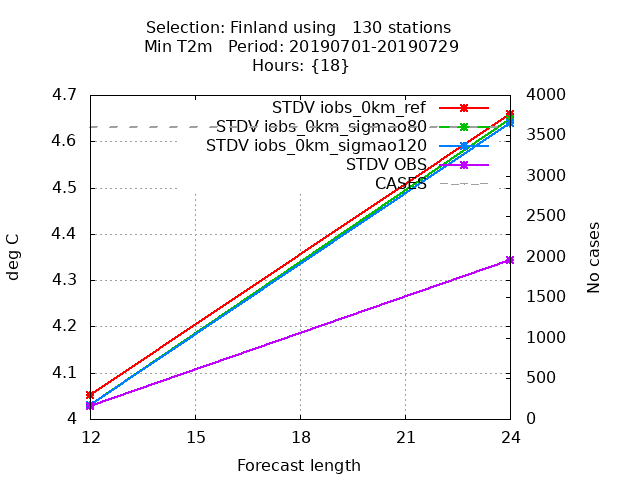 Selection: Finland using   130 stations
Min T2m   Period: 20190701-20190729
Hours: {18}
4.7
4.6
4.5
4.4
4.3
4.2
4.1
4
deg C
STDV iobs_0km_ref
STDV iobs_0km_sigmao80
STDV iobs_0km_sigmao120
STDV OBS
CASES
4000
3500
3000
2500
2000
1500
1000
500
0
No cases
12 15 18 21 24
Forecast length